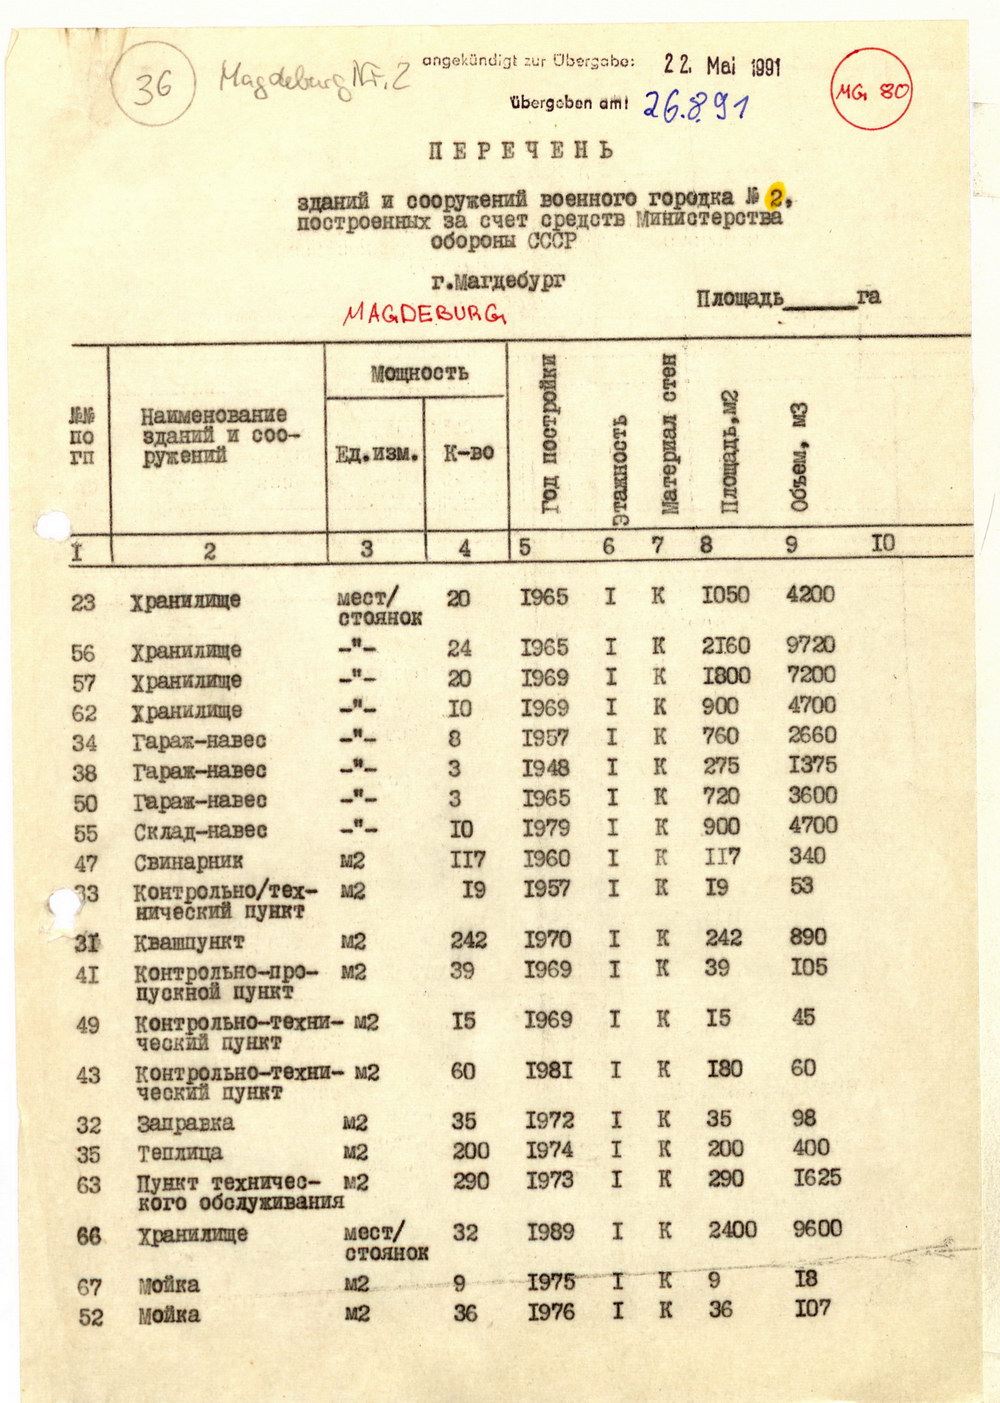 36 Magdeburg Nr. 2 angekündigt zur Übergabe: 22. Mai 1991
übergeben am: 26.8.91
MG 80
ПЕРЕЧЕНЬ
зданий и сооружений военного городка № 2,
построенных за счет средств Министерства
обороны СССР
г.Магдебург
MAGDEBURG
Площадь______га
№№ по гп
Наименование зданий и соо-
ружений
Мощность
Ед.изм. К-во
Год постройки
Этажность
Материал стен
Площадь,м2
Объем, м3
I 2 3 4 5 6 7 8 9 I0
23 Хранилище мест/ 20 I965 I К I050 4200
стоянок
56 Хранилище -"- 24 I965 I К 2I60 9720
57 Хранилище -"- 20 I969 I К I800 7200
62 Хранилище -"- I0 I969 I К 900 4700
34 Гараж-навес -"- 8 I957 I К 760 2660
38 Гараж-навес -"- 3 I948 I К 275 I375
50 Гараж-навес -"- 3 I965 I К 720 3600
55 Склад-навес -"- I0 I979 I К 900 4700
47 Свинарник м2 II7 I960 I К II7 340
33 Контрольно/тех- м2 I9 I957 I К I9 53
нический пункт
3I Квашпункт м2 242 I970 I К 242 890
4I Контрольно-про- м2 39 I969 I К 39 I05
пускной пункт
49 Контрольно-техни- м2 I5 I969 I К I5 45
ческий пункт
43 Контрольно-техни- м2 60 I98I I К I80 60
ческий пункт
32 Заправка м2 35 I972 I К 35 98
35 Теплица м2 200 I974 I К 200 400
63 Пункт техничес- м2 290 I973 I К 290 I625
кого обслуживания
66 Хранилище мест/ 32 I989 I К 2400 9600
стоянок
67 Мойка м2 9 I975 I К 9 I8
52 Мойка м2 36 I976 I К 36 I07